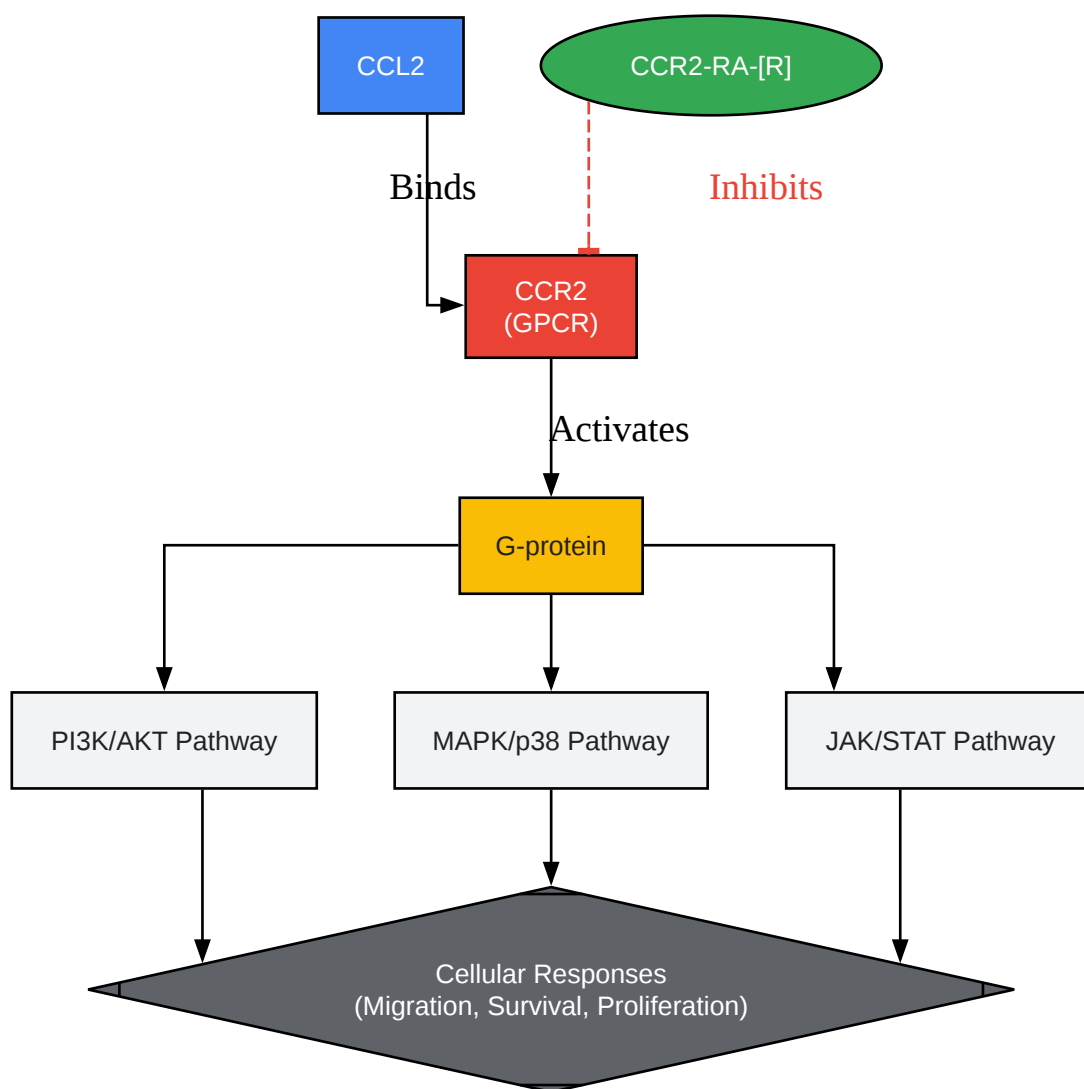 CCL2
CCR2-RA-[R]
Binds
Inhibits
CCR2
(GPCR)
Activates
G-protein
PI3K/AKT Pathway
MAPK/p38 Pathway
JAK/STAT Pathway
Cellular Responses
(Migration, Survival, Proliferation)